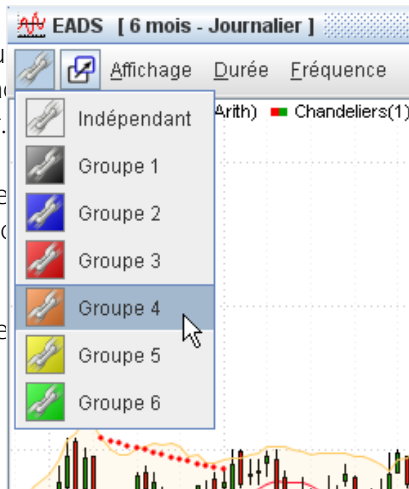 EADS [ 6 mois - Journalier ]
Affichage Durée Fréquence
Arith) Chandeliers(1)
Indépendant
Groupe 1
Groupe 2
Groupe 3
Groupe 4
Groupe 5
Groupe 6